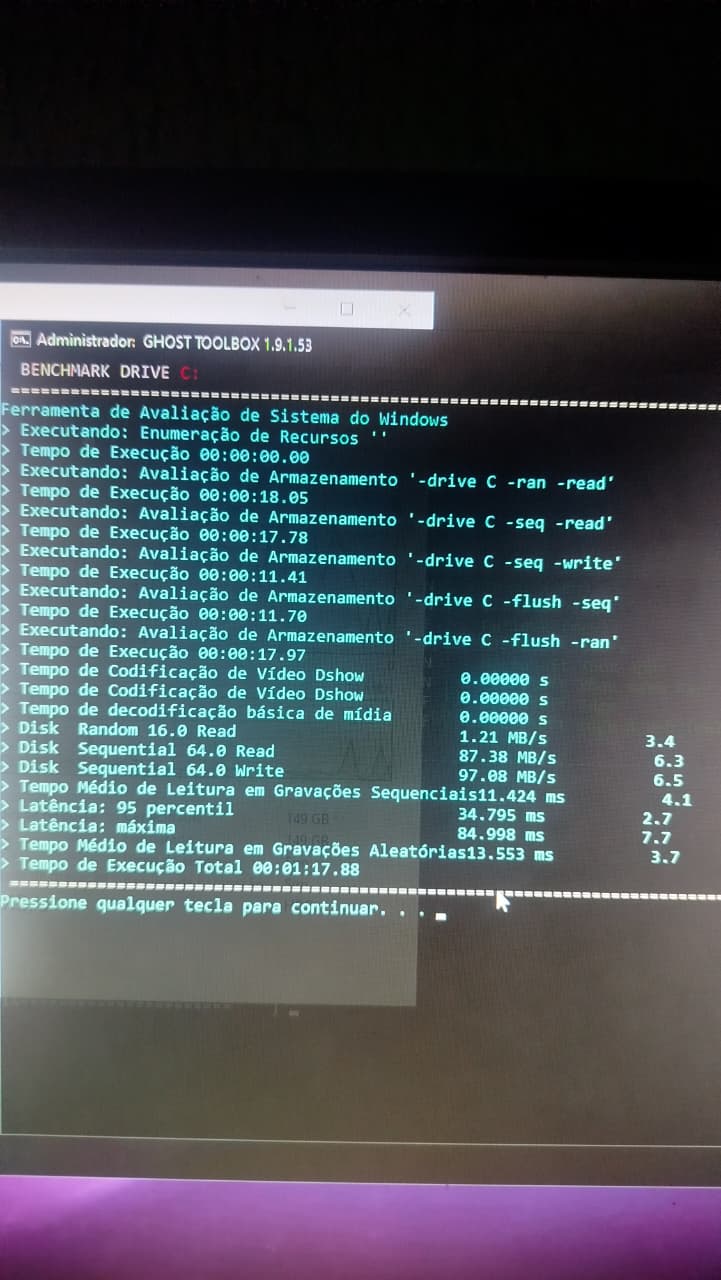 Administrador: GHOST TOOLBOX 1.9.1.53
BENCHMARK DRIVE C:
Ferramenta de Avaliação de Sistema do Windows
> Executando: Enumeração de Recursos ''
> Tempo de Execução 00:00:00.00
> Executando: Avaliação de Armazenamento '-drive C -ran -read'
> Tempo de Execução 00:00:18.05
> Executando: Avaliação de Armazenamento '-drive C -seq -read'
> Tempo de Execução 00:00:17.78
> Executando: Avaliação de Armazenamento '-drive C -seq -write'
> Tempo de Execução 00:00:11.41
> Executando: Avaliação de Armazenamento '-drive C -flush -seq'
> Tempo de Execução 00:00:11.70
> Executando: Avaliação de Armazenamento '-drive C -flush -ran'
> Tempo de Execução 00:00:17.97
> Tempo de Codificação de Vídeo Dshow 0.00000 s
> Tempo de Codificação de Vídeo Dshow 0.00000 s
> Tempo de decodificação básica de mídia 0.00000 s
> Disk Random 16.0 Read 1.21 MB/s 3.4
> Disk Sequential 64.0 Read 87.38 MB/s 6.3
> Disk Sequential 64.0 Write 97.08 MB/s 6.5
> Tempo Médio de Leitura em Gravações Sequenciais11.424 ms 4.1
> Latência: 95 percentil 34.795 ms 2.7
> Latência: máxima 84.998 ms 7.7
> Tempo Médio de Leitura em Gravações Aleatórias13.553 ms 3.7
> Tempo de Execução Total 00:01:17.88
Pressione qualquer tecla para continuar. . .
149 GB
149 GB